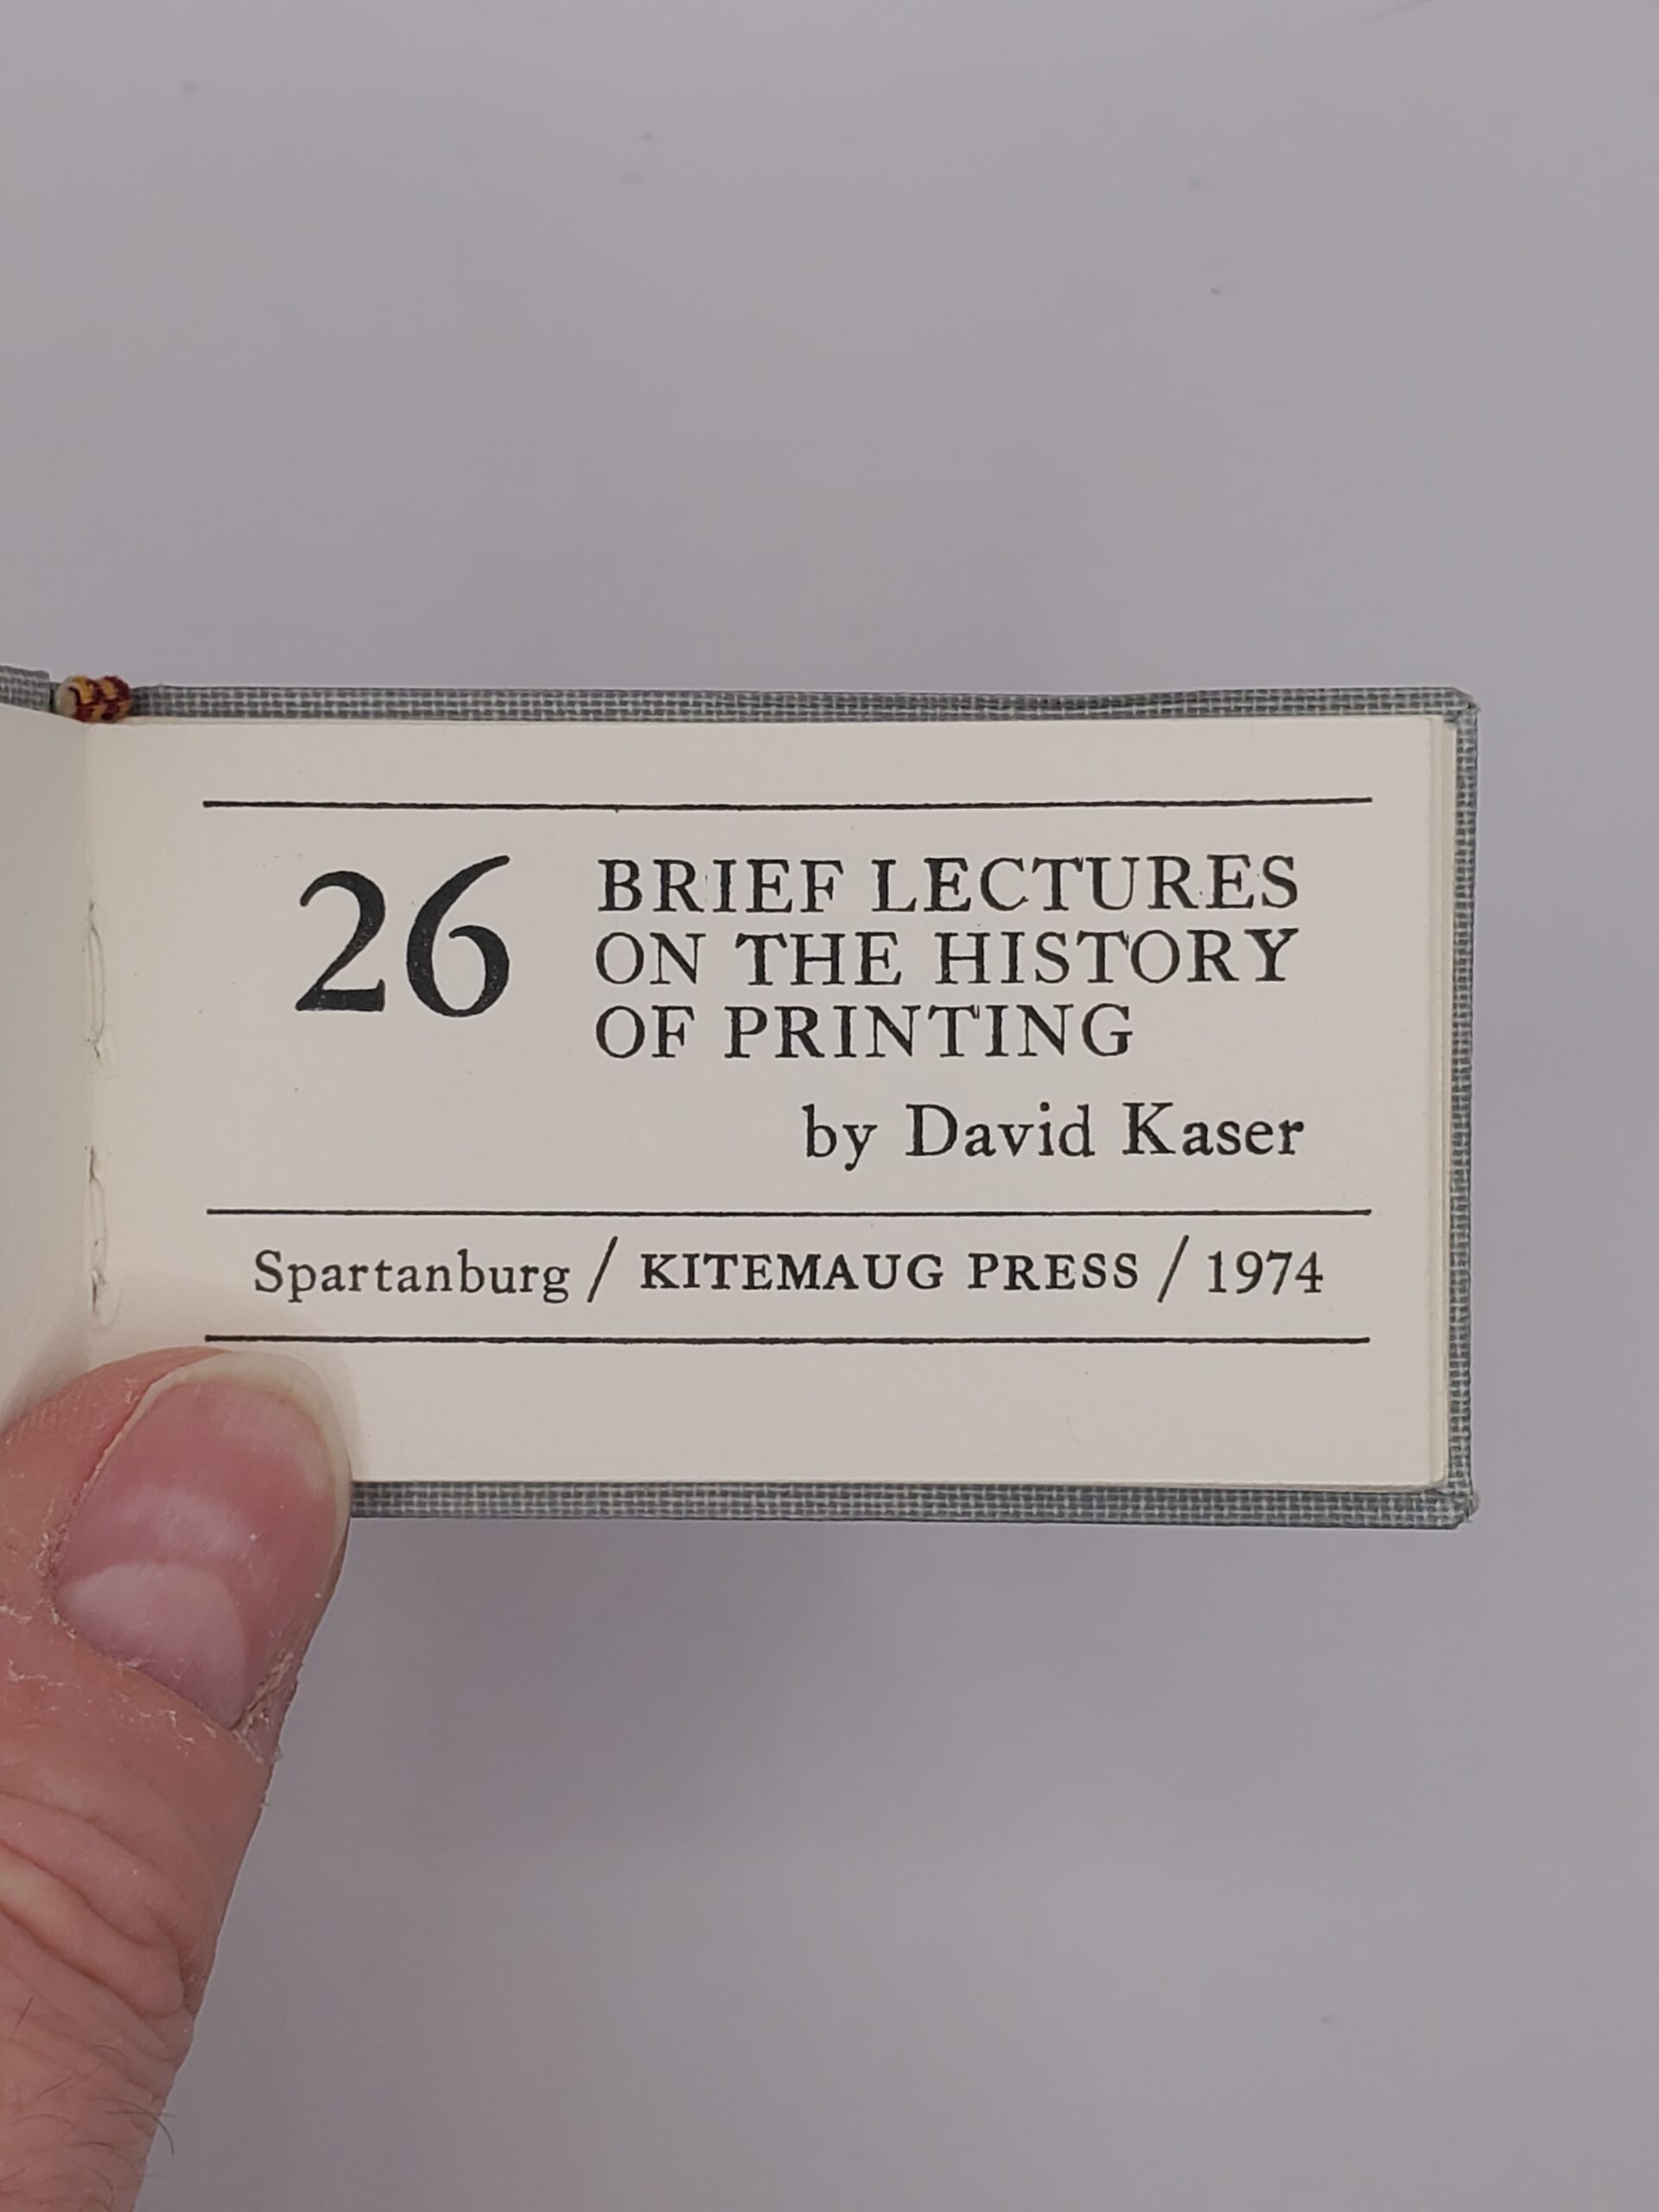 26 BRIEF LECTURES
ON THE HISTORY
OF PRINTING
by David Kaser
Spartanburg / KITEMAUG PRESS / 1974